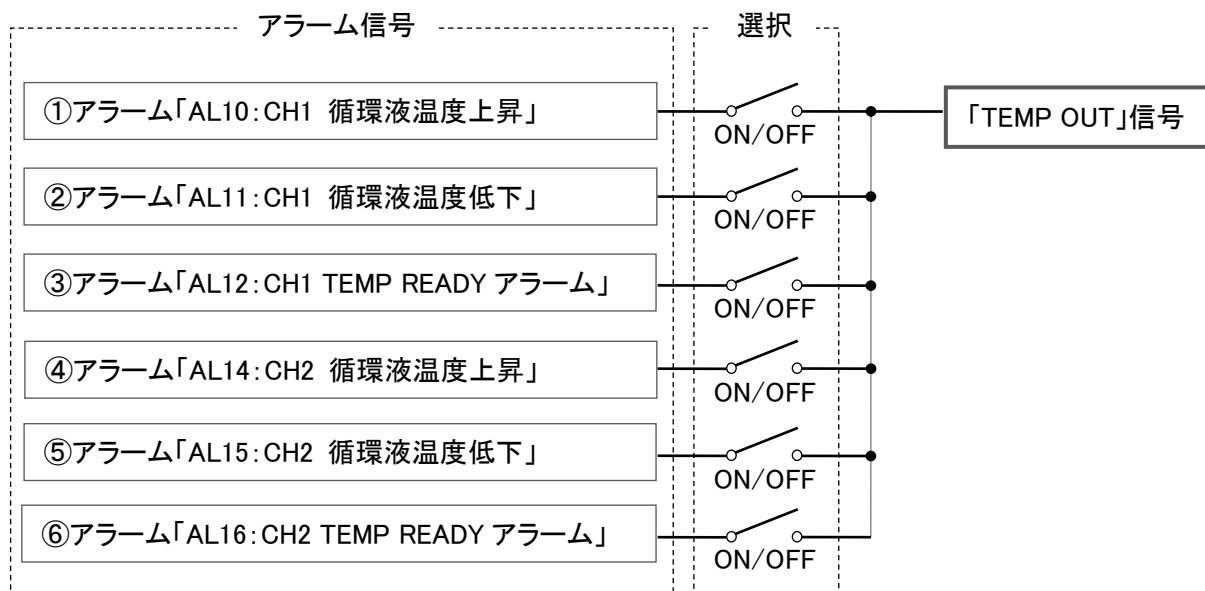 アラーム信号
選択
①アラーム「AL10:CH1 循環液温度上昇」
ON/OFF
「TEMP OUT」信号
②アラーム「AL11:CH1 循環液温度低下」
ON/OFF
③アラーム「AL12:CH1 TEMP READY アラーム」
ON/OFF
④アラーム「AL14:CH2 循環液温度上昇」
ON/OFF
⑤アラーム「AL15:CH2 循環液温度低下」
ON/OFF
⑥アラーム「AL16:CH2 TEMP READY アラーム」
ON/OFF